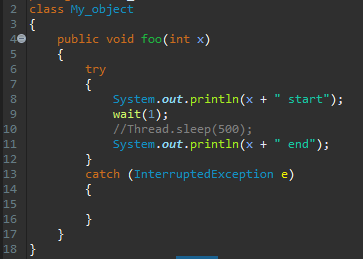 2 class My_object
3 {
4 public void foo(int x)
5 {
6 try
7 {
8 System.out.println(x + " start");
9 wait(1);
10 //Thread.sleep(500);
11 System.out.println(x + " end");
12 }
13 catch (InterruptedException e)
14 {
15
16 }
17 }
18 }